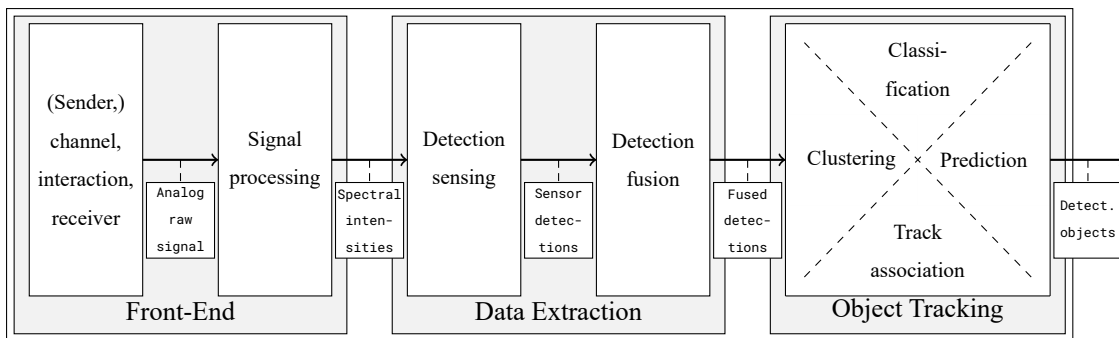 (Sender,)
channel,
interaction,
receiver
Analog
raw
signal
Signal
processing
Front-End
Spectral
inten-
sities
Detection
sensing
Sensor
detec-
tions
Detection
fusion
Data Extraction
Fused
detec-
tions
Classi-
fication
Clustering
Prediction
Track
association
Object Tracking
Detect.
objects